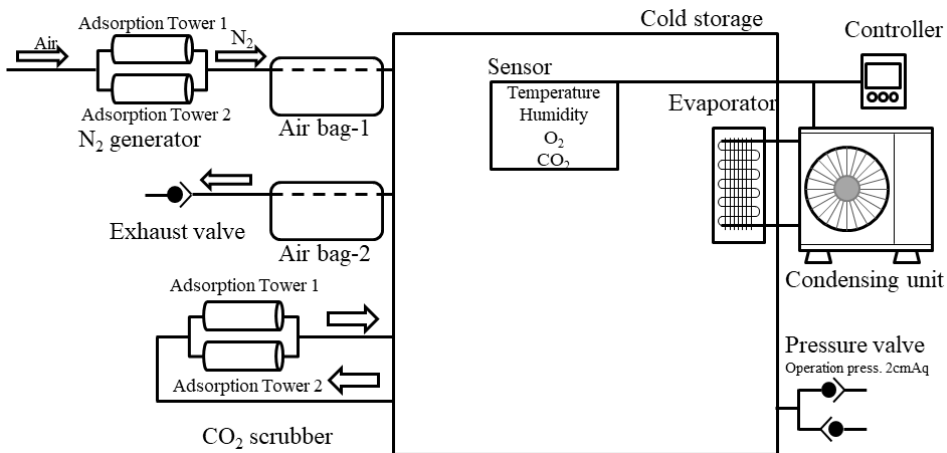 Adsorption Tower 1
Air
N₂
Adsorption Tower 2
N₂ generator
Air bag-1
Exhaust valve
Air bag-2
Adsorption Tower 1
Adsorption Tower 2
CO₂ scrubber
Cold storage
Sensor
Temperature
Humidity
O₂
CO₂
Evaporator
Controller
Condensing unit
Pressure valve
Operation press. 2cmAq